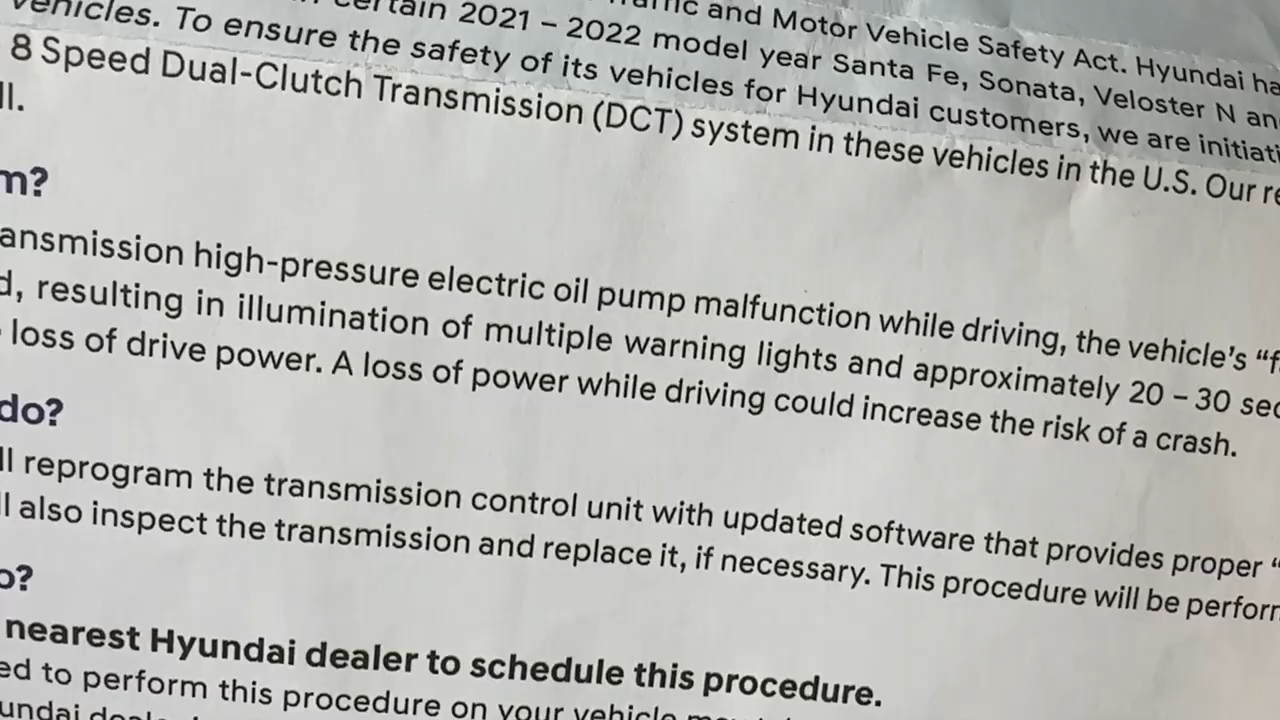 and Motor Vehicle Safety Act. Hyundai ha
certain 2021 – 2022 model year Santa Fe, Sonata, Veloster N an
vehicles. To ensure the safety of its vehicles for Hyundai customers, we are initiati
8 Speed Dual-Clutch Transmission (DCT) system in these vehicles in the U.S. Our re
ll.
m?
ansmission high-pressure electric oil pump malfunction while driving, the vehicle's "f
d, resulting in illumination of multiple warning lights and approximately 20 – 30 sec
loss of drive power. A loss of power while driving could increase the risk of a crash.
do?
ll reprogram the transmission control unit with updated software that provides proper "
ll also inspect the transmission and replace it, if necessary. This procedure will be perform
o?
nearest Hyundai dealer to schedule this procedure.
ed to perform this procedure on your vehicle
undai